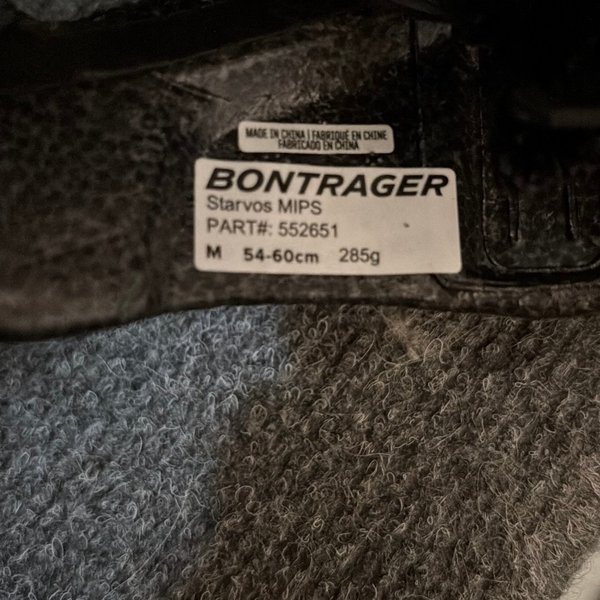 MADE IN CHINA | FABRIQUÉ EN CHINE
FABRICADO EN CHINA
BONTRAGER
Starvos MIPS
PART#: 552651
M 54-60cm 285g